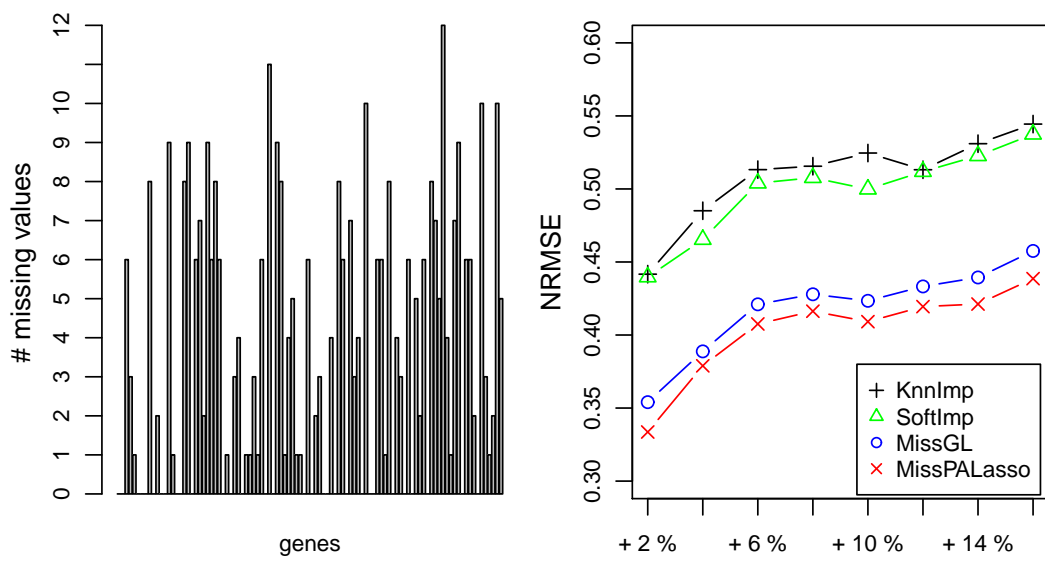 # missing values
12
10
9
8
7
6
5
4
3
2
1
0
genes
NRMSE
0.60
0.55
0.50
0.45
0.40
0.35
0.30
+ 2 %
+ 6 %
+ 10 %
+ 14 %
KnnImp
SoftImp
MissGL
MissPALasso